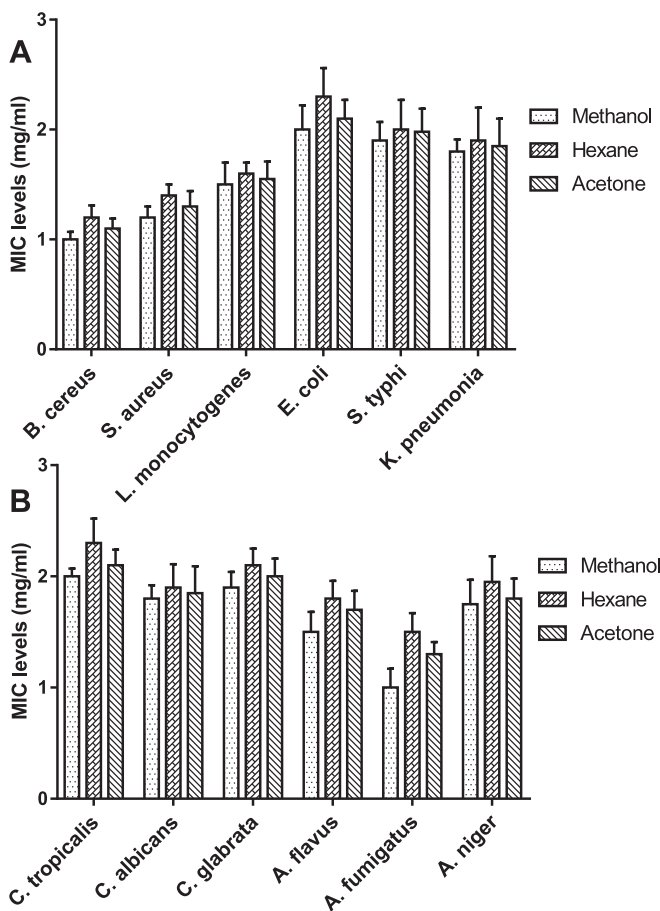 A
MIC levels (mg/ml)
3
2
1
0
B. cereus
S. aureus
L. monocytogenes
E. coli
S. typhi
K. pneumonia
Methanol
Hexane
Acetone
B
MIC levels (mg/ml)
3
2
1
0
C. tropicalis
C. albicans
C. glabrata
A. flavus
A. fumigatus
A. niger
Methanol
Hexane
Acetone